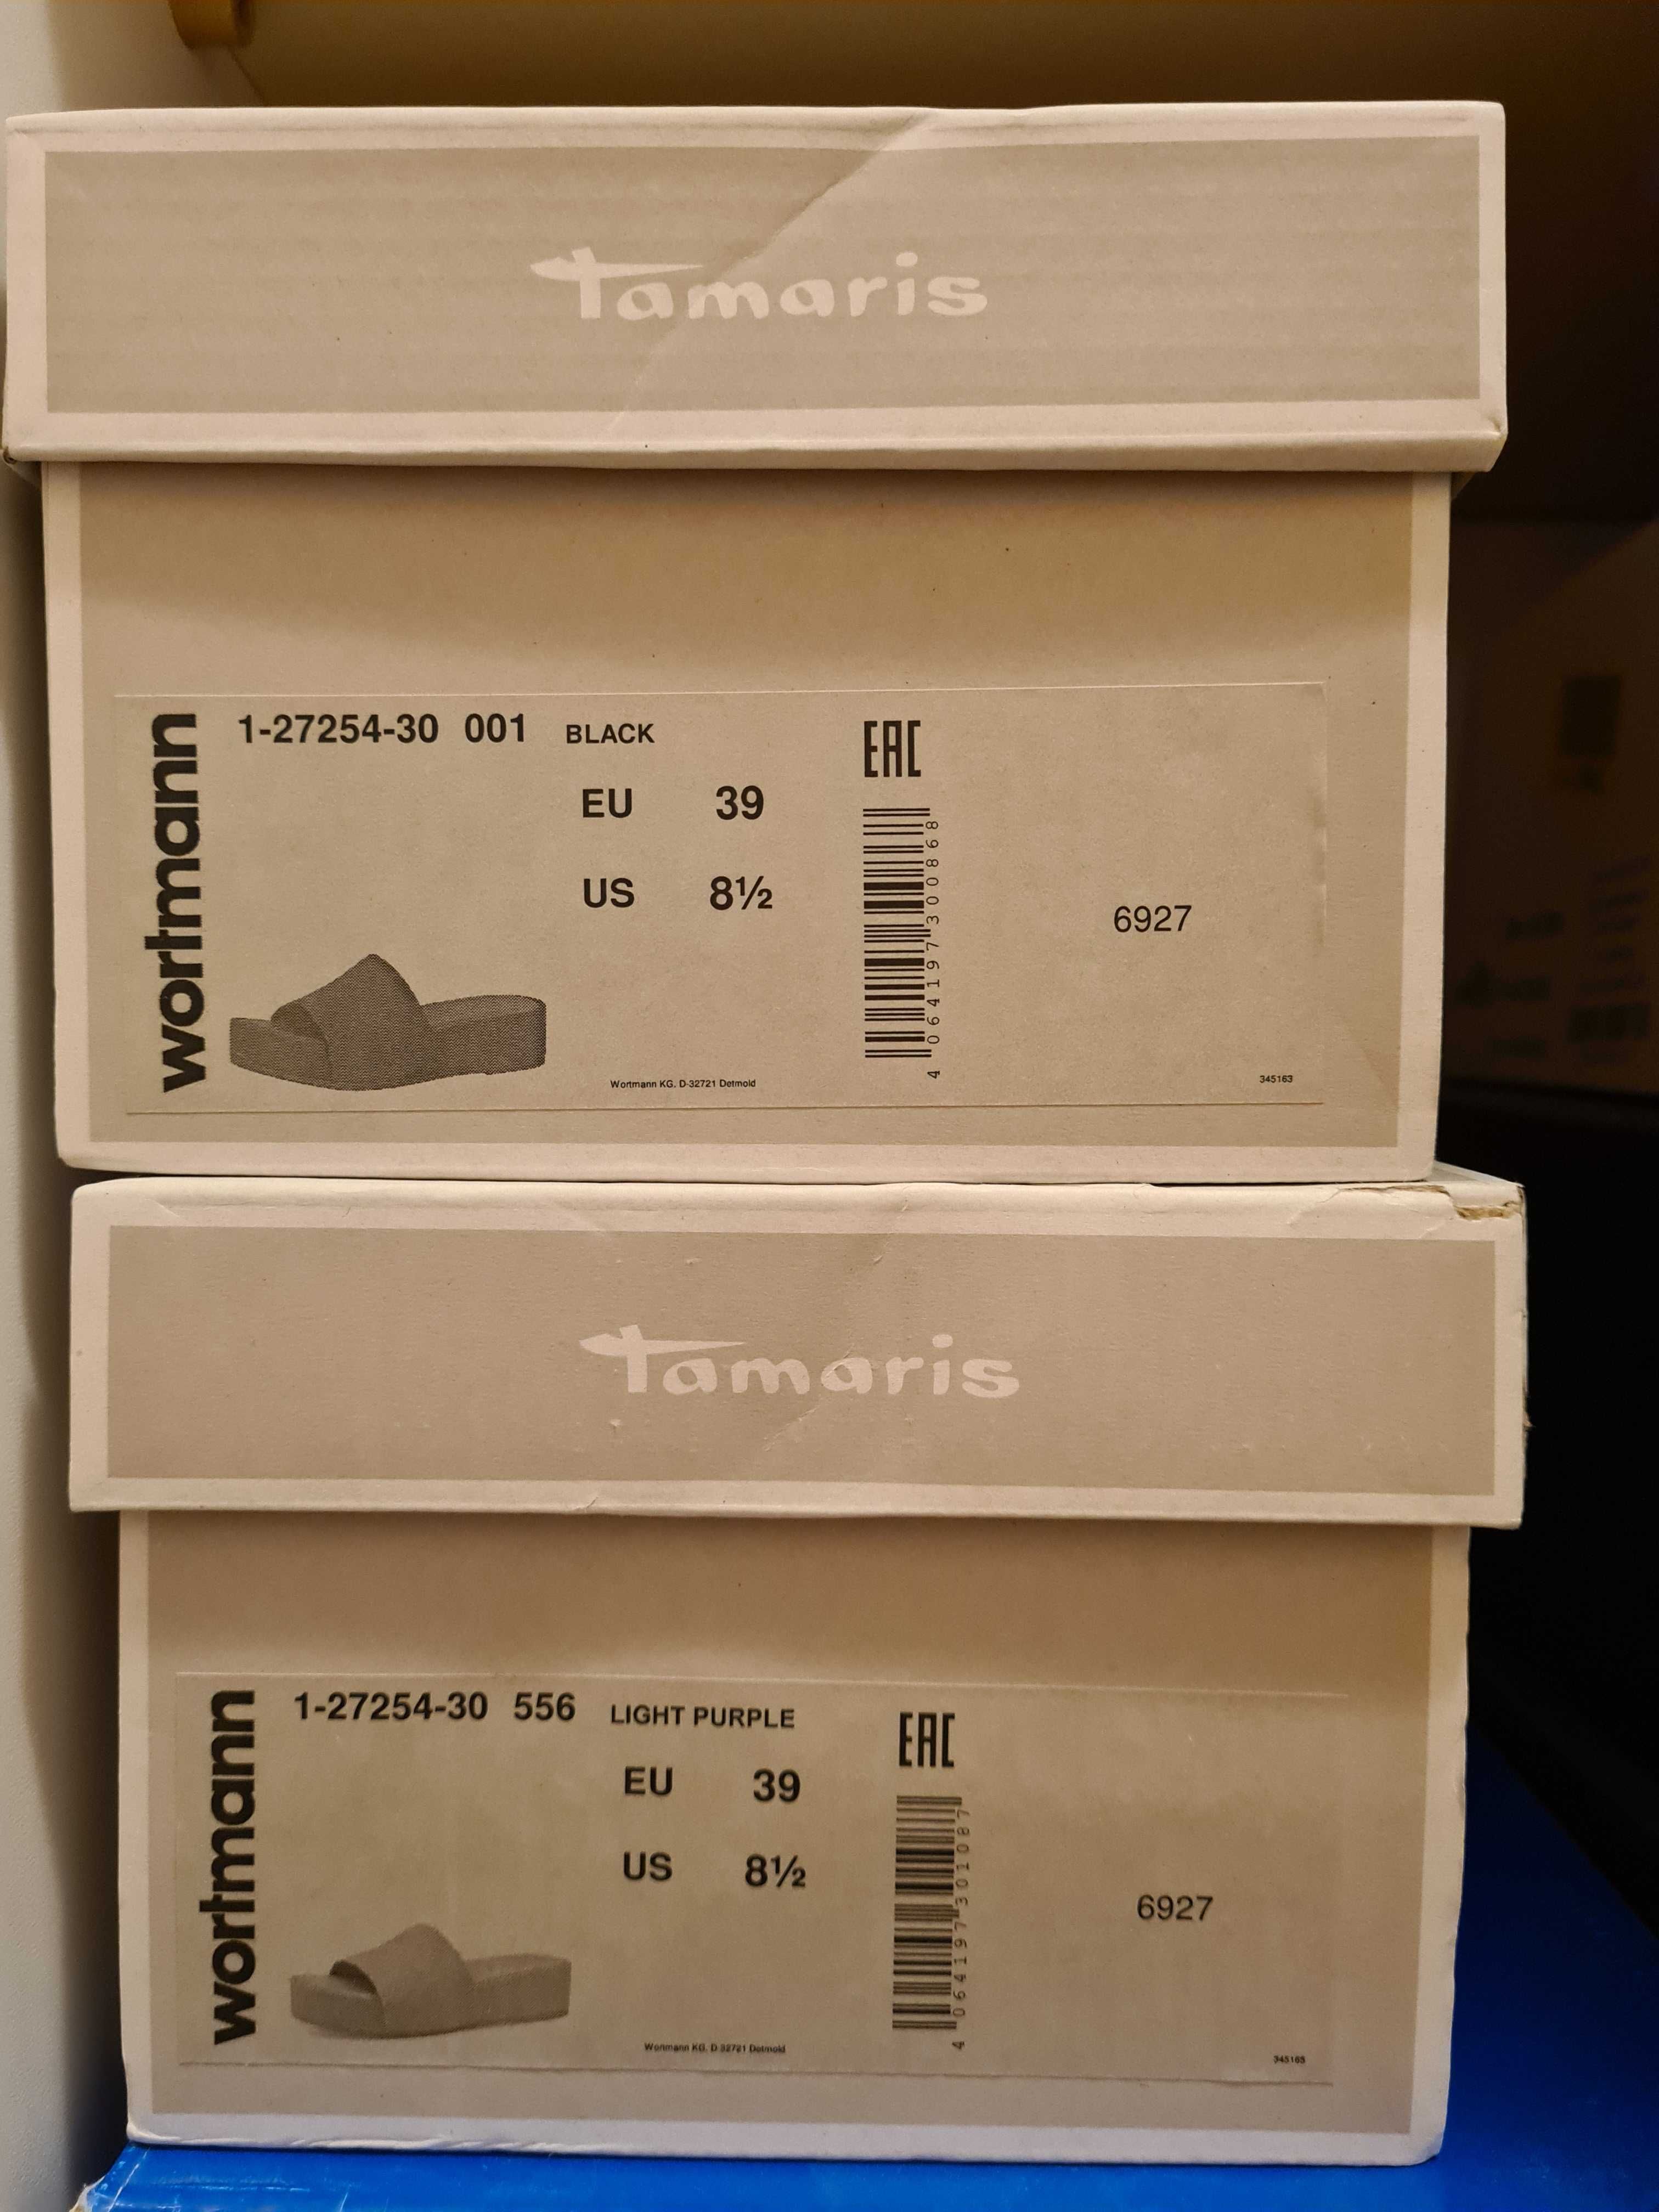 Tamaris
wortmann
1-27254-30 001 BLACK
EU 39
US 8½
EAC
4 064197 300868
6927
Wortmann KG. D-32721 Detmold
345163
Tamaris
wortmann
1-27254-30 556 LIGHT PURPLE
EU 39
US 8½
EAC
4 064197 301087
6927
Wortmann KG. D-32721 Detmold
345165